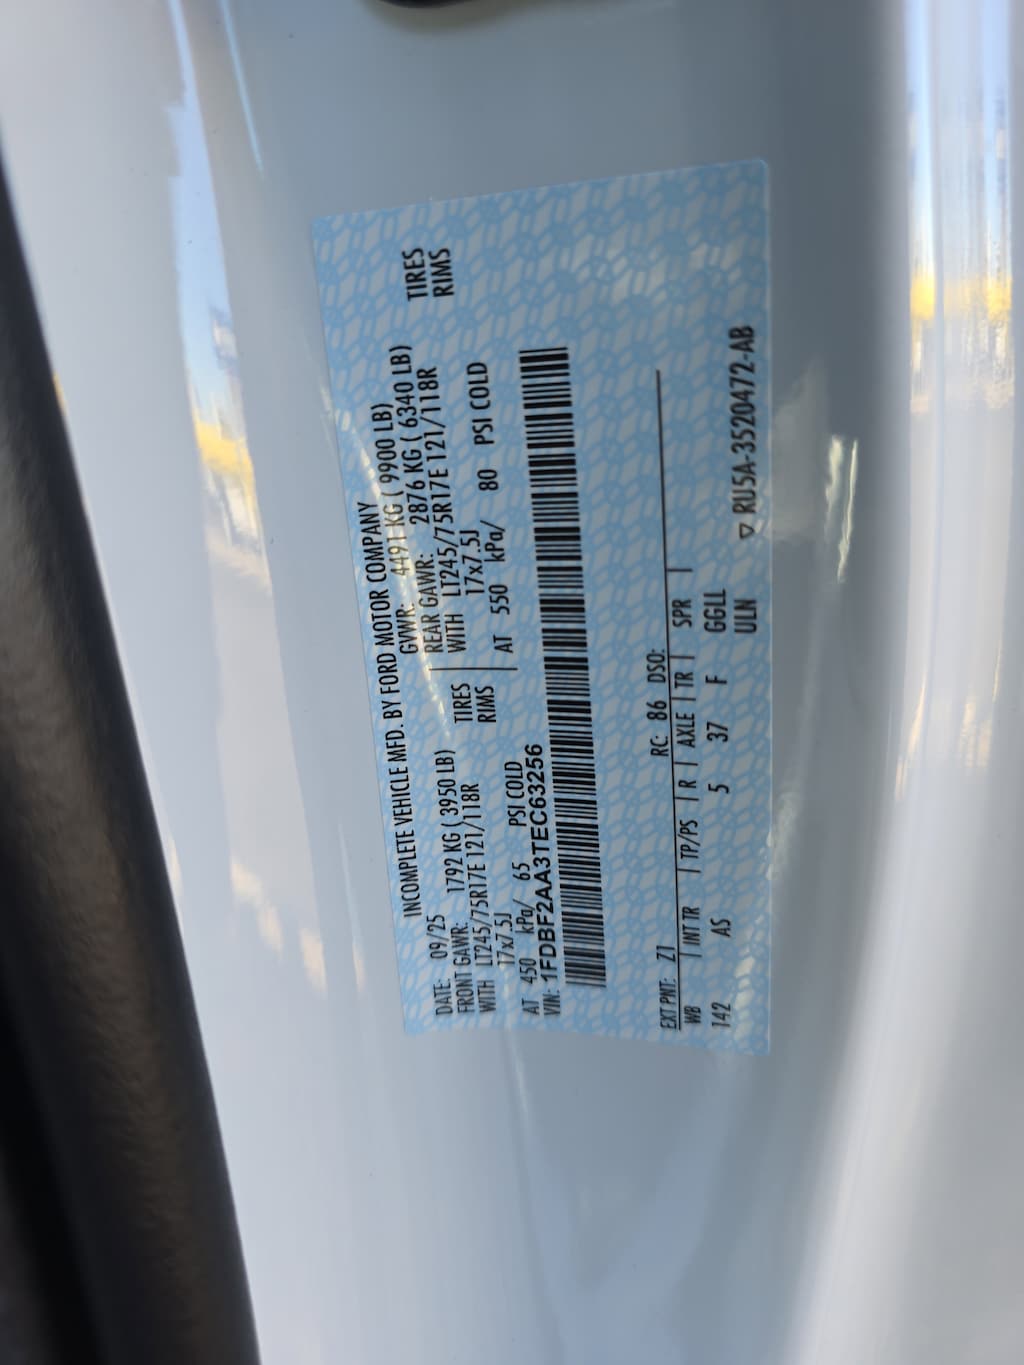 INCOMPLETE VEHICLE MFD. BY FORD MOTOR COMPANY
DATE: 09/25 GVWR: 4491 KG ( 9900 LB)
FRONT GAWR: 1792 KG ( 3950 LB) REAR GAWR: 2876 KG ( 6340 LB)
WITH LT245/75R17E 121/118R TIRES WITH LT245/75R17E 121/118R TIRES
17x7.5J RIMS 17x7.5J RIMS
AT 450 kPa/ 65 PSI COLD AT 550 kPa/ 80 PSI COLD
VIN: 1FDBF2AA3TEC63256
EXT PNT: Z1 RC: 86 DSO:
WB INT TR TP/PS R AXLE TR SPR
142 AS 5 37 F GGLL
ULN
▽ RU5A-3520472-AB